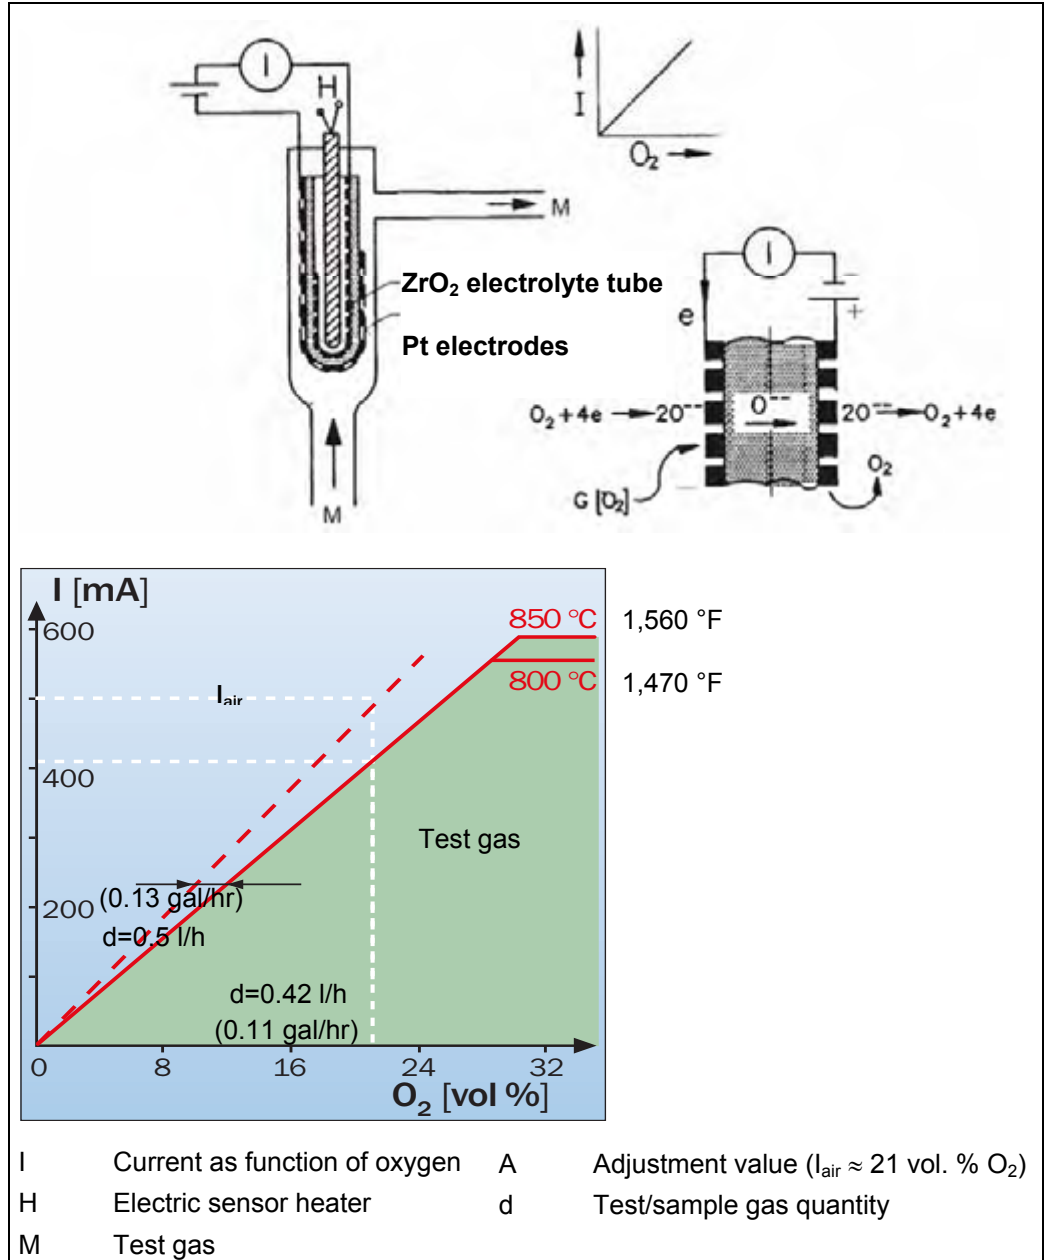 I
H
I
O₂
M
ZrO₂ electrolyte tube
Pt electrodes
M
I
e
−
+
O₂ + 4e → 2O⁻⁻
O⁻⁻
2O⁻⁻ → O₂ + 4e
G [O₂]
−
O₂
I [mA]
600
850 °C 1,560 °F
800 °C 1,470 °F
Iair
400
Test gas
200
(0.13 gal/hr)
d=0.5 l/h
d=0.42 l/h
(0.11 gal/hr)
0 8 16 24 32
O₂ [vol %]
I Current as function of oxygen A Adjustment value (Iair ≈ 21 vol. % O₂)
H Electric sensor heater d Test/sample gas quantity
M Test gas